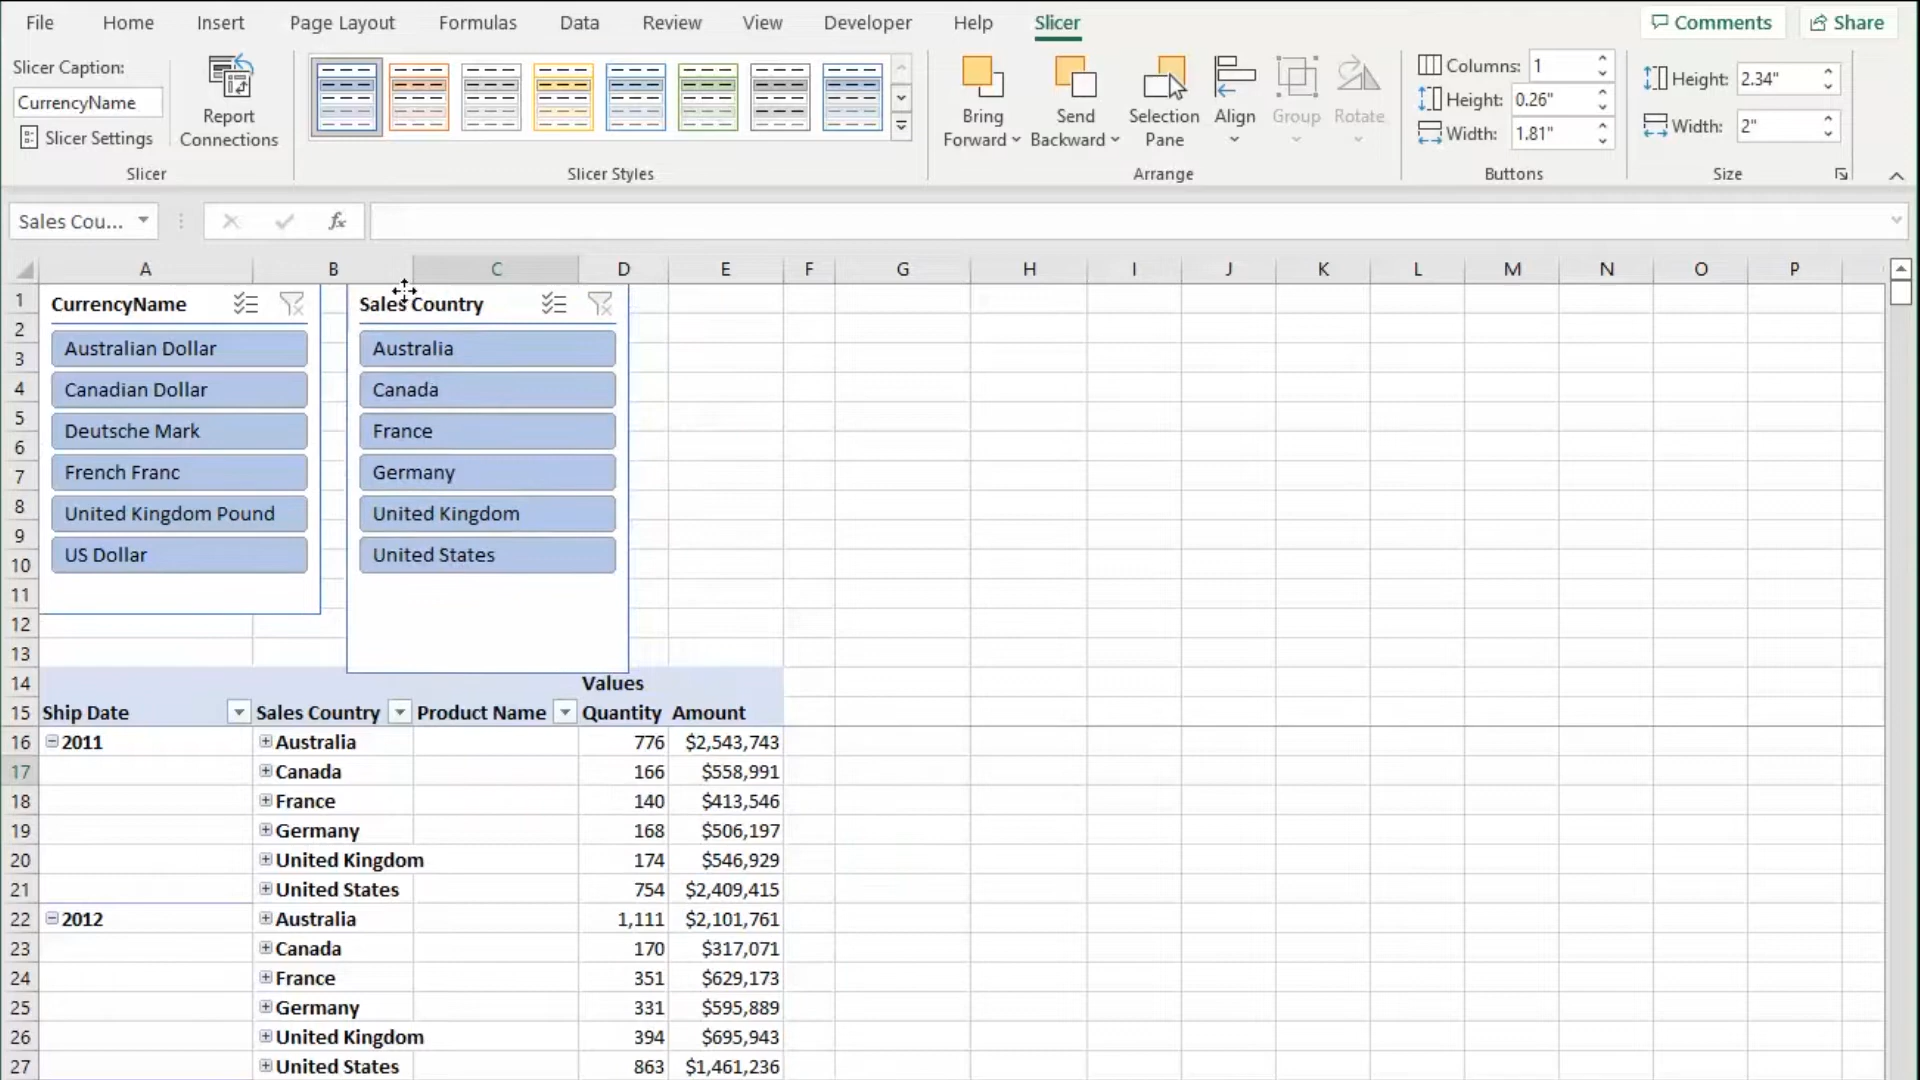 File Home Insert Page Layout Formulas Data Review View Developer Help Slicer Comments Share
Slicer Caption:
CurrencyName
Slicer Settings
Report
Connections
Bring
Forward
Send
Backward
Selection
Pane
Align
Group
Rotate
Columns: 1
Height: 0.26"
Width: 1.81"
Height: 2.34"
Width: 2"
Slicer Slicer Styles Arrange Buttons Size
Sales Cou... fx
A B C D E F G H I J K L M N O P
CurrencyName
Australian Dollar
Canadian Dollar
Deutsche Mark
French Franc
United Kingdom Pound
US Dollar
Sales Country
Australia
Canada
France
Germany
United Kingdom
United States
1
2
3
4
5
6
7
8
9
10
11
12
13
14 Values
15 Ship Date Sales Country Product Name Quantity Amount
16 2011 Australia 776 $2,543,743
17 Canada 166 $558,991
18 France 140 $413,546
19 Germany 168 $506,197
20 United Kingdom 174 $546,929
21 United States 754 $2,409,415
22 2012 Australia 1,111 $2,101,761
23 Canada 170 $317,071
24 France 351 $629,173
25 Germany 331 $595,889
26 United Kingdom 394 $695,943
27 United States 863 $1,461,236